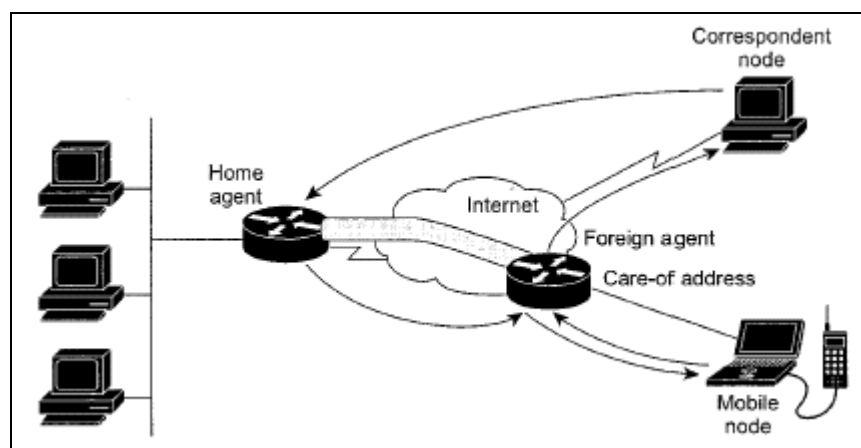 Correspondent
node
Home
agent
Internet
Foreign agent
Care-of address
Mobile
node